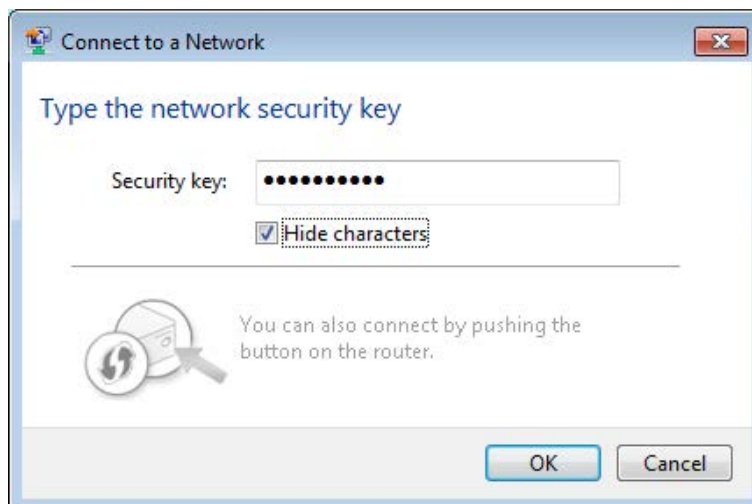 Connect to a Network
Type the network security key
Security key: ••••••••••
Hide characters
You can also connect by pushing the
button on the router.
OK Cancel